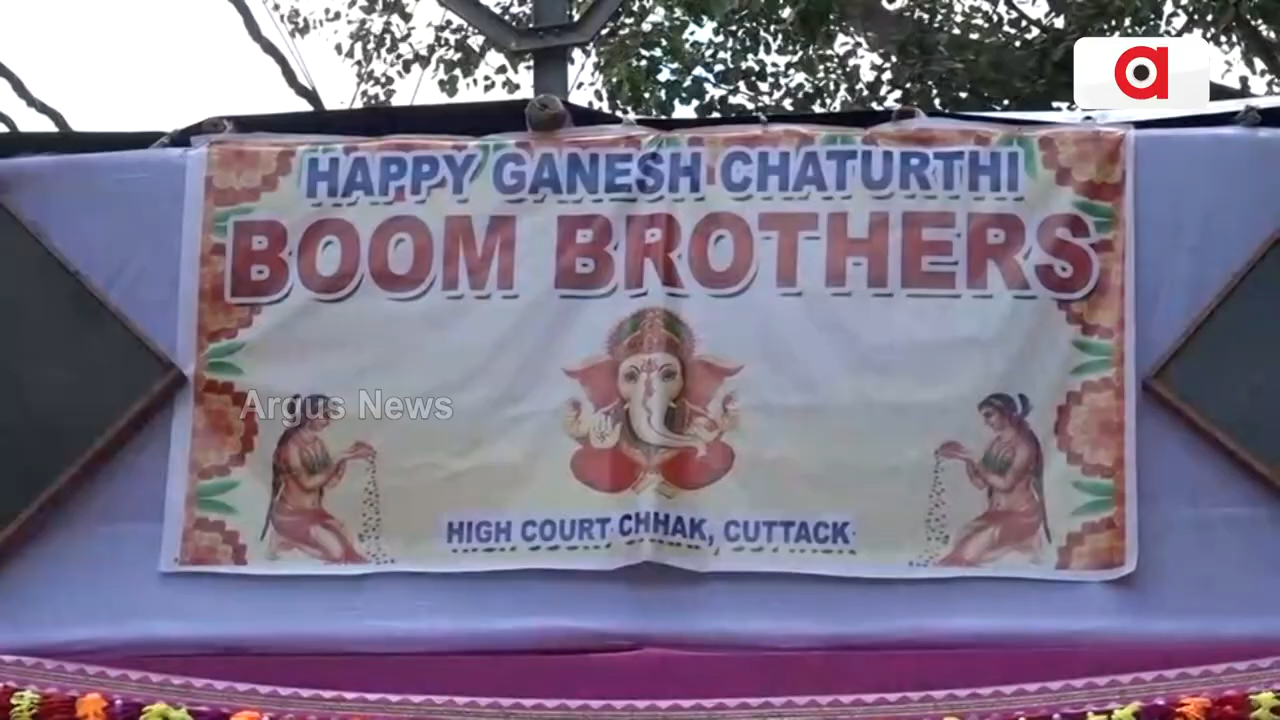 a
HAPPY GANESH CHATURTHI
BOOM BROTHERS
Argus News
HIGH COURT CHHAK, CUTTACK